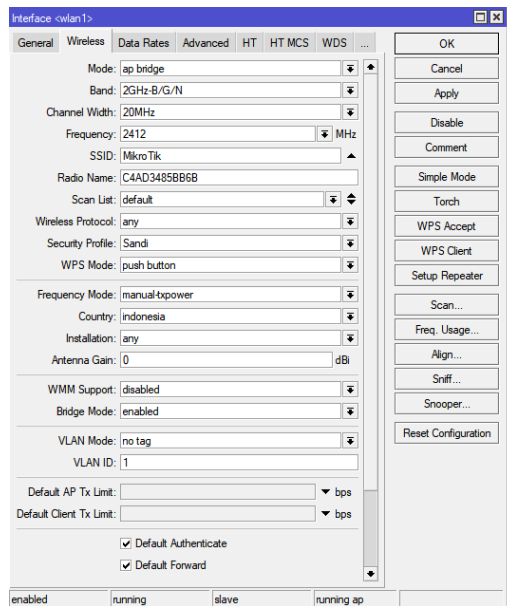 Interface <wlan1>
General Wireless Data Rates Advanced HT HT MCS WDS ...
Mode: ap bridge
Band: 2GHz-B/G/N
Channel Width: 20MHz
Frequency: 2412 MHz
SSID: MikroTik
Radio Name: C4AD3485BB6B
Scan List: default
Wireless Protocol: any
Security Profile: Sandi
WPS Mode: push button
Frequency Mode: manual-txpower
Country: indonesia
Installation: any
Antenna Gain: 0 dBi
WMM Support: disabled
Bridge Mode: enabled
VLAN Mode: no tag
VLAN ID: 1
Default AP Tx Limit: bps
Default Client Tx Limit: bps
Default Authenticate
Default Forward
OK
Cancel
Apply
Disable
Comment
Simple Mode
Torch
WPS Accept
WPS Client
Setup Repeater
Scan...
Freq. Usage...
Align...
Sniff...
Snooper...
Reset Configuration
enabled running slave running ap